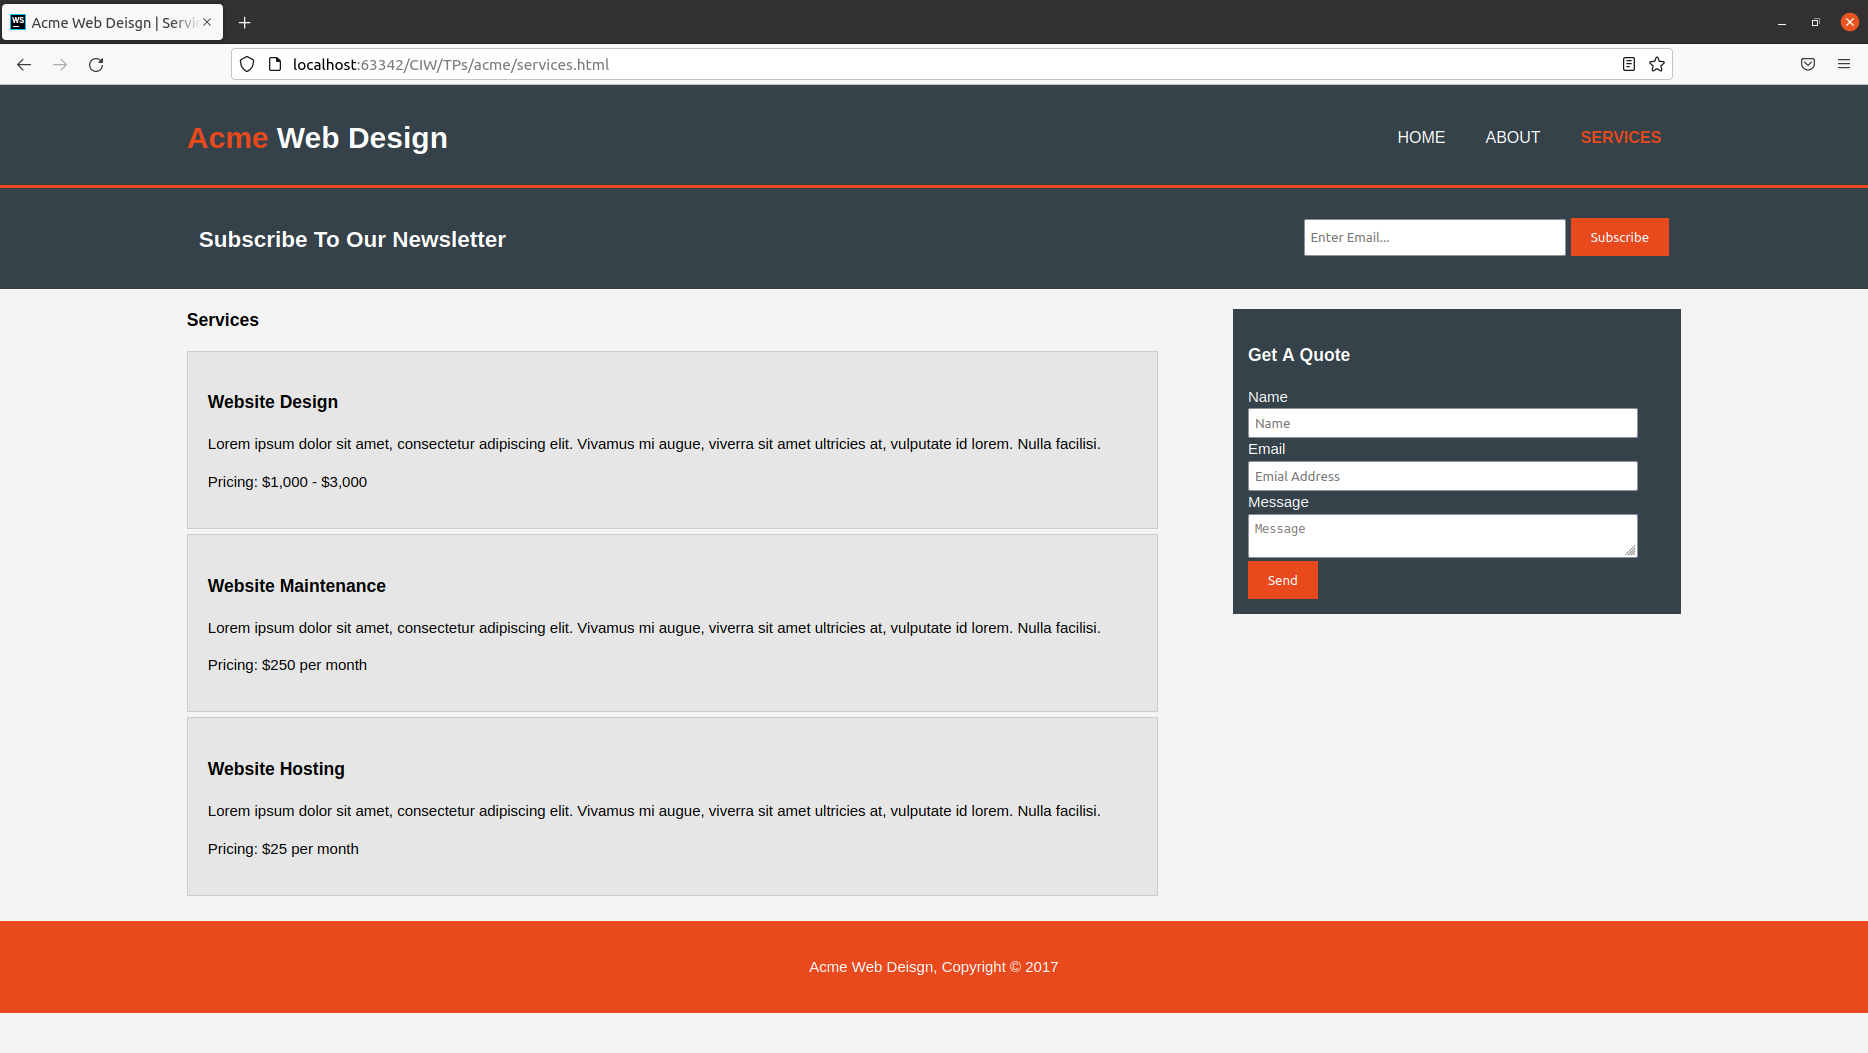 WS Acme Web Deisgn | Servic
localhost:63342/CIW/TPs/acme/services.html
Acme Web Design
HOME ABOUT SERVICES
Subscribe To Our Newsletter
Enter Email... Subscribe
Services
Website Design
Lorem ipsum dolor sit amet, consectetur adipiscing elit. Vivamus mi augue, viverra sit amet ultricies at, vulputate id lorem. Nulla facilisi.
Pricing: $1,000 - $3,000
Website Maintenance
Lorem ipsum dolor sit amet, consectetur adipiscing elit. Vivamus mi augue, viverra sit amet ultricies at, vulputate id lorem. Nulla facilisi.
Pricing: $250 per month
Website Hosting
Lorem ipsum dolor sit amet, consectetur adipiscing elit. Vivamus mi augue, viverra sit amet ultricies at, vulputate id lorem. Nulla facilisi.
Pricing: $25 per month
Get A Quote
Name
Name
Email
Emial Address
Message
Message
Send
Acme Web Deisgn, Copyright © 2017